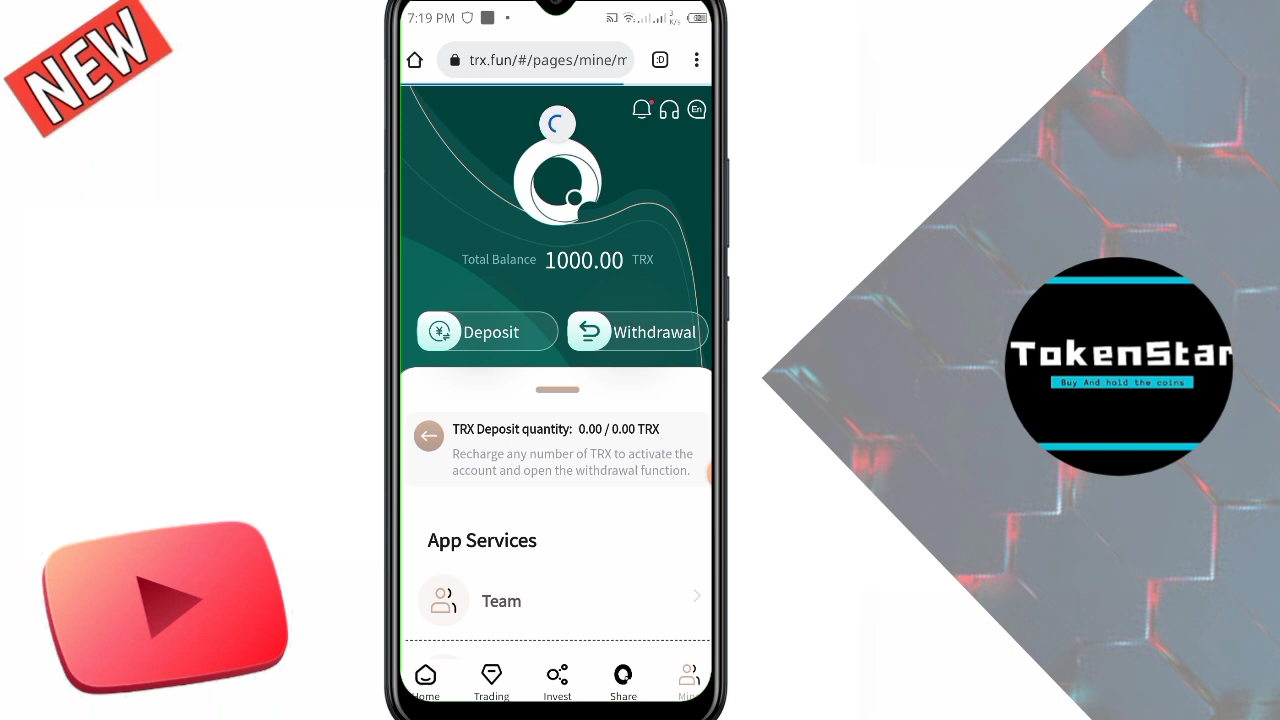 NEW
7:19 PM
3
K/s
trx.fun/#/pages/mine/m
:D
En
Total Balance 1000.00 TRX
¥
Deposit
Withdrawal
TRX Deposit quantity: 0.00 / 0.00 TRX
Recharge any number of TRX to activate the
account and open the withdrawal function.
App Services
Team
Home Trading Invest Share Min
TokenStar
Buy And hold the coins